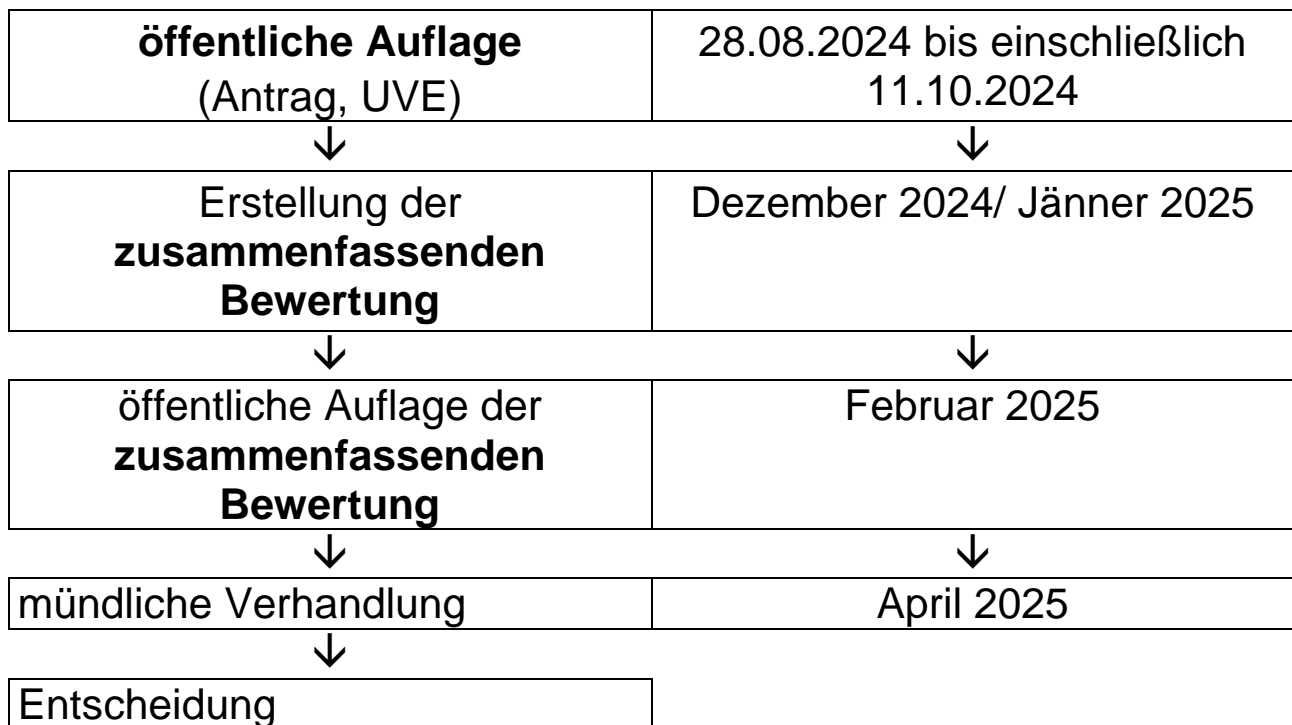 öffentliche Auflage
(Antrag, UVE)
28.08.2024 bis einschließlich
11.10.2024
Erstellung der
zusammenfassenden
Bewertung
Dezember 2024/ Jänner 2025
öffentliche Auflage der
zusammenfassenden
Bewertung
Februar 2025
mündliche Verhandlung
April 2025
Entscheidung